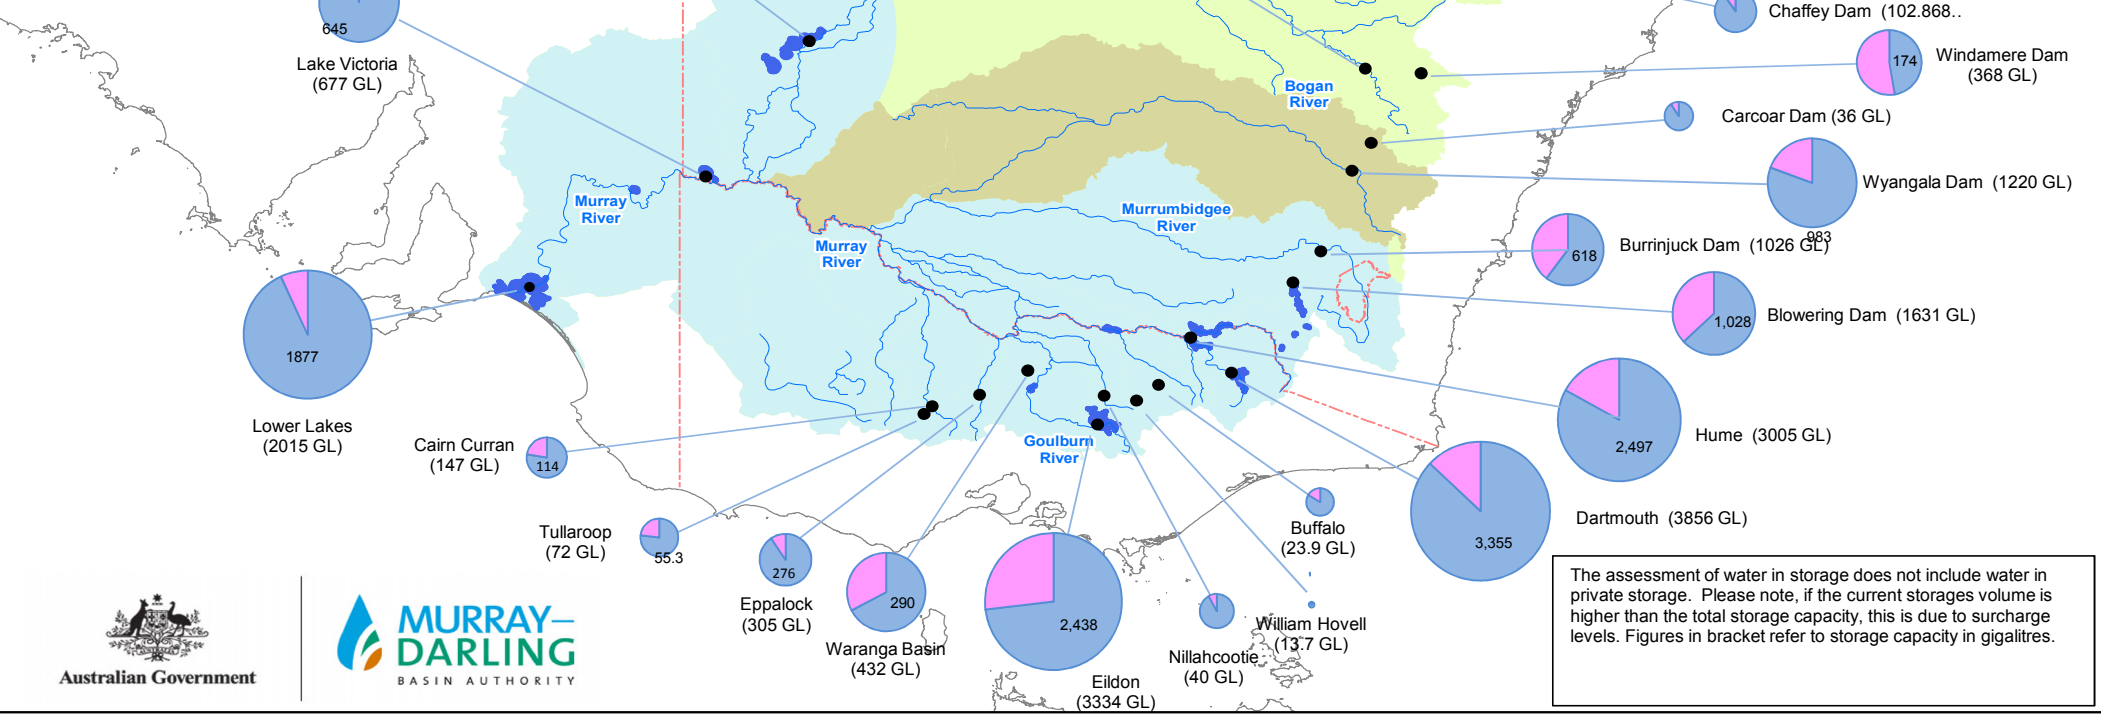 645
Lake Victoria
(677 GL)
Chaffey Dam (102.868..
174
Windamere Dam
(368 GL)
Bogan
River
Carcoar Dam (36 GL)
Wyangala Dam (1220 GL)
983
Murray
River
Murrumbidgee
River
Murray
River
618
Burrinjuck Dam (1026 GL)
1,028
Blowering Dam (1631 GL)
1877
Lower Lakes
(2015 GL)
2,497
Hume (3005 GL)
Cairn Curran
(147 GL)
114
Goulburn
River
Tullaroop
(72 GL)
55.3
276
Eppalock
(305 GL)
290
Waranga Basin
(432 GL)
2,438
Eildon
(3334 GL)
Nillahcootie
(40 GL)
William Hovell
(13.7 GL)
Buffalo
(23.9 GL)
3,355
Dartmouth (3856 GL)
The assessment of water in storage does not include water in
private storage. Please note, if the current storages volume is
higher than the total storage capacity, this is due to surcharge
levels. Figures in bracket refer to storage capacity in gigalitres.
Australian Government
MURRAY–
DARLING
BASIN AUTHORITY